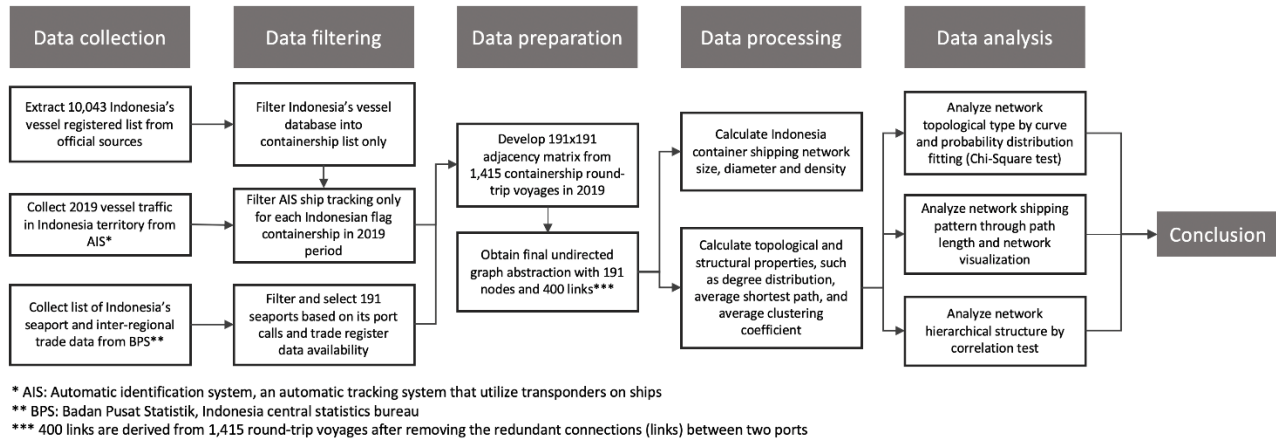 Data collection
Data filtering
Data preparation
Data processing
Data analysis
Extract 10,043 Indonesia's
vessel registered list from
official sources
Filter Indonesia's vessel
database into
containership list only
Develop 191x191
adjacency matrix from
1,415 containership round-
trip voyages in 2019
Calculate Indonesia
container shipping network
size, diameter and density
Analyze network
topological type by curve
and probability distribution
fitting (Chi-Square test)
Collect 2019 vessel traffic
in Indonesia territory from
AIS*
Filter AIS ship tracking only
for each Indonesian flag
containership in 2019
period
Obtain final undirected
graph abstraction with 191
nodes and 400 links***
Calculate topological and
structural properties, such
as degree distribution,
average shortest path, and
average clustering
coefficient
Analyze network shipping
pattern through path
length and network
visualization
Conclusion
Collect list of Indonesia's
seaport and inter-regional
trade data from BPS**
Filter and select 191
seaports based on its port
calls and trade register
data availability
Analyze network
hierarchical structure by
correlation test
* AIS: Automatic identification system, an automatic tracking system that utilize transponders on ships
** BPS: Badan Pusat Statistik, Indonesia central statistics bureau
*** 400 links are derived from 1,415 round-trip voyages after removing the redundant connections (links) between two ports